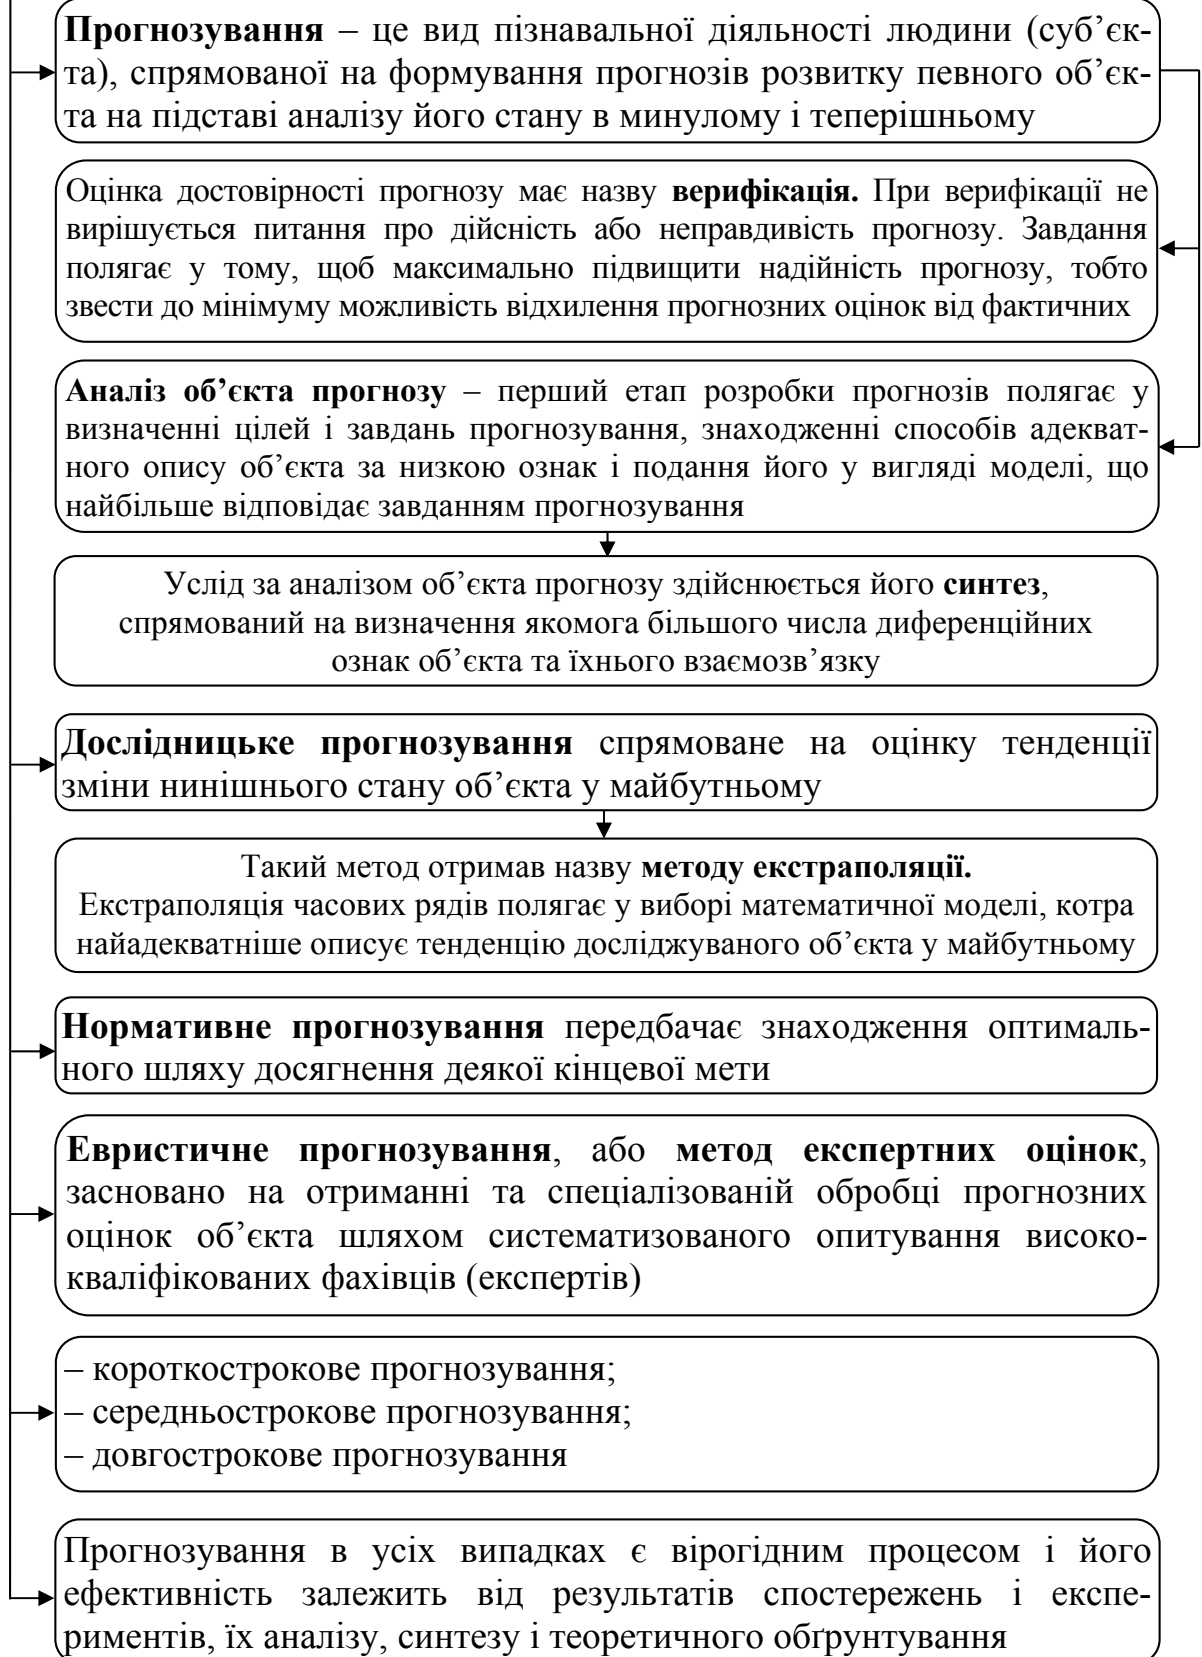 Прогнозування – це вид пізнавальної діяльності людини (суб’єк-
та), спрямованої на формування прогнозів розвитку певного об’єк-
та на підставі аналізу його стану в минулому і теперішньому
Оцінка достовірності прогнозу має назву верифікація. При верифікації не
вирішується питання про дійсність або неправдивість прогнозу. Завдання
полягає у тому, щоб максимально підвищити надійність прогнозу, тобто
звести до мінімуму можливість відхилення прогнозних оцінок від фактичних
Аналіз об’єкта прогнозу – перший етап розробки прогнозів полягає у
визначенні цілей і завдань прогнозування, знаходженні способів адекват-
ного опису об’єкта за низкою ознак і подання його у вигляді моделі, що
найбільше відповідає завданням прогнозування
Услід за аналізом об’єкта прогнозу здійснюється його синтез,
спрямований на визначення якомога більшого числа диференційних
ознак об’єкта та їхнього взаємозв’язку
Дослідницьке прогнозування спрямоване на оцінку тенденції
зміни нинішнього стану об’єкта у майбутньому
Такий метод отримав назву методу екстраполяції.
Екстраполяція часових рядів полягає у виборі математичної моделі, котра
найадекватніше описує тенденцію досліджуваного об’єкта у майбутньому
Нормативне прогнозування передбачає знаходження оптималь-
ного шляху досягнення деякої кінцевої мети
Евристичне прогнозування, або метод експертних оцінок,
засновано на отриманні та спеціалізованій обробці прогнозних
оцінок об’єкта шляхом систематизованого опитування високо-
кваліфікованих фахівців (експертів)
– короткострокове прогнозування;
– середньострокове прогнозування;
– довгострокове прогнозування
Прогнозування в усіх випадках є вірогідним процесом і його
ефективність залежить від результатів спостережень і експе-
риментів, їх аналізу, синтезу і теоретичного обґрунтування